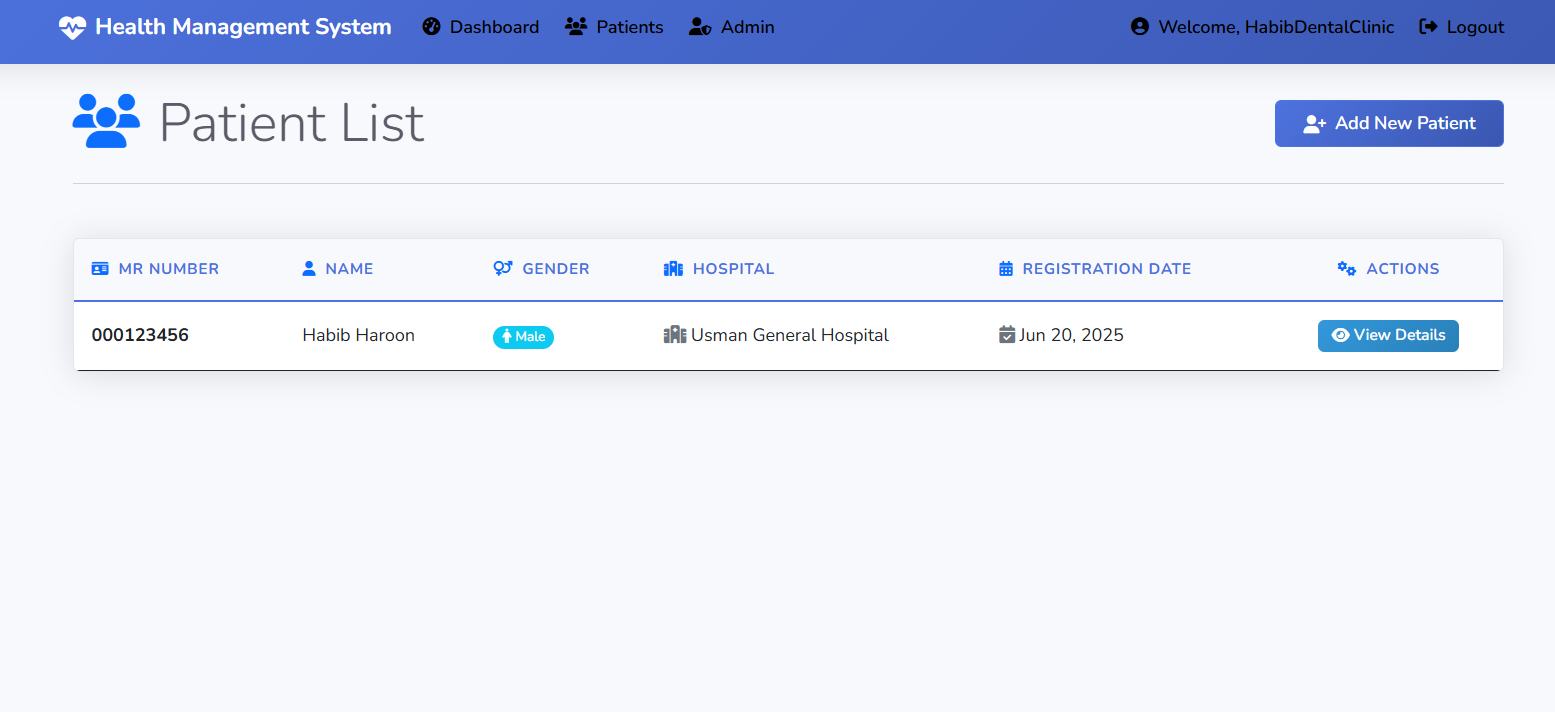 Health Management System Dashboard Patients Admin Welcome, HabibDentalClinic Logout
Patient List Add New Patient
MR NUMBER NAME GENDER HOSPITAL REGISTRATION DATE ACTIONS
000123456 Habib Haroon Male Usman General Hospital Jun 20, 2025 View Details